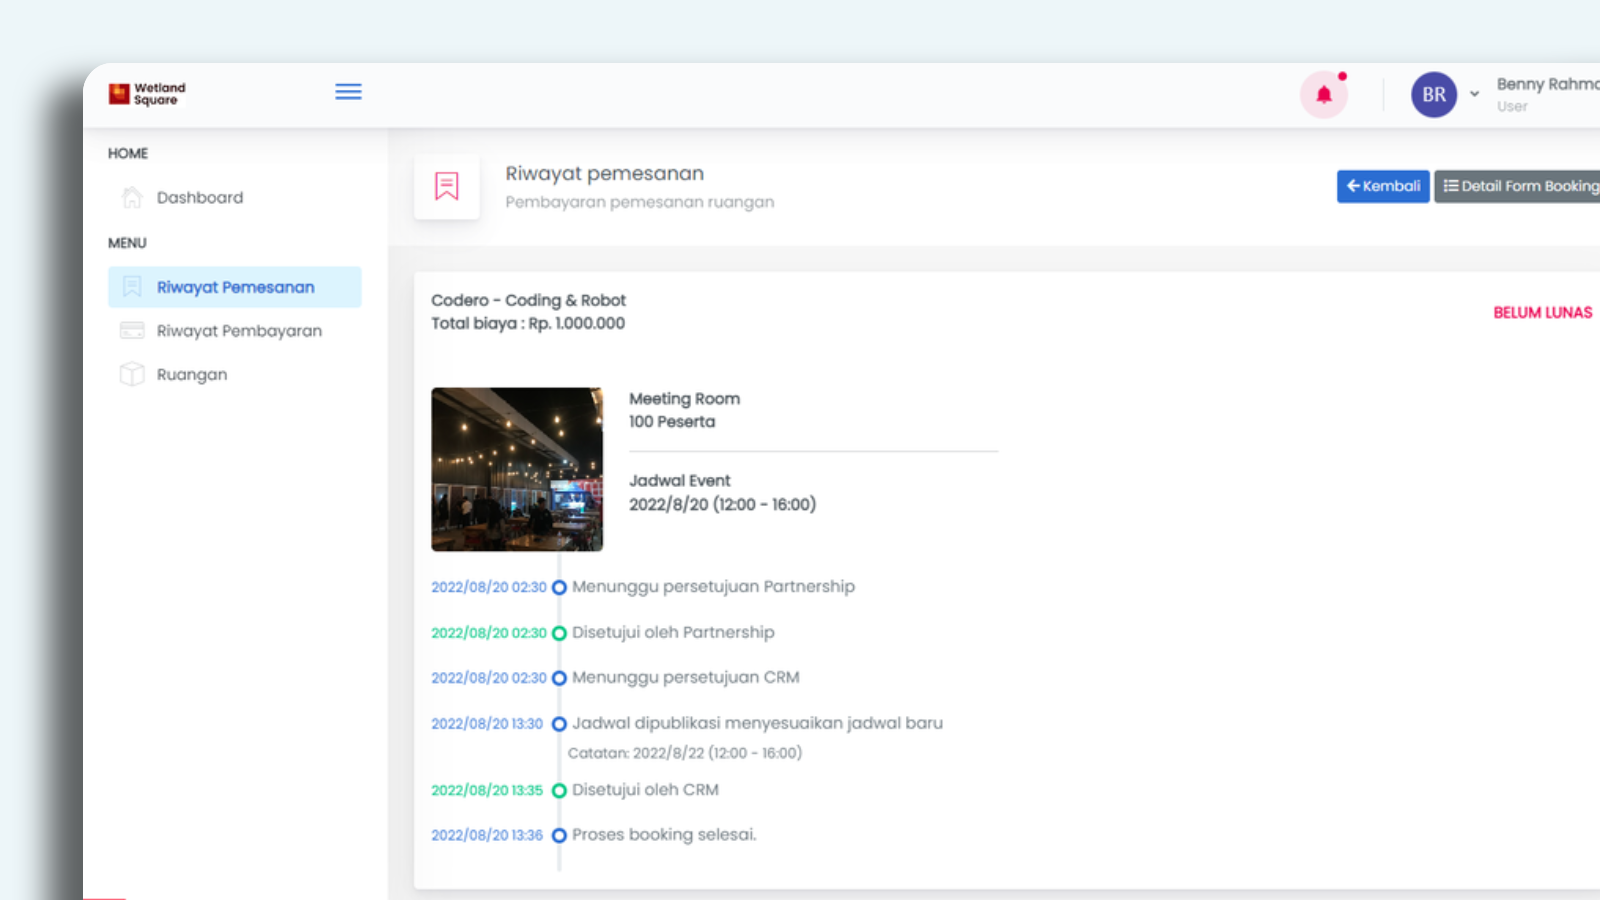 Wetland
Square
BR
Benny Rahmo
User
HOME
Dashboard
MENU
Riwayat Pemesanan
Riwayat Pembayaran
Ruangan
Riwayat pemesanan
Pembayaran pemesanan ruangan
Kembali
Detail Form Booking
Codero - Coding & Robot
Total biaya : Rp. 1.000.000
BELUM LUNAS
Meeting Room
100 Peserta
Jadwal Event
2022/8/20 (12:00 - 16:00)
2022/08/20 02:30 Menunggu persetujuan Partnership
2022/08/20 02:30 Disetujui oleh Partnership
2022/08/20 02:30 Menunggu persetujuan CRM
2022/08/20 13:30 Jadwal dipublikasi menyesuaikan jadwal baru
Catatan: 2022/8/22 (12:00 - 16:00)
2022/08/20 13:35 Disetujui oleh CRM
2022/08/20 13:36 Proses booking selesai.